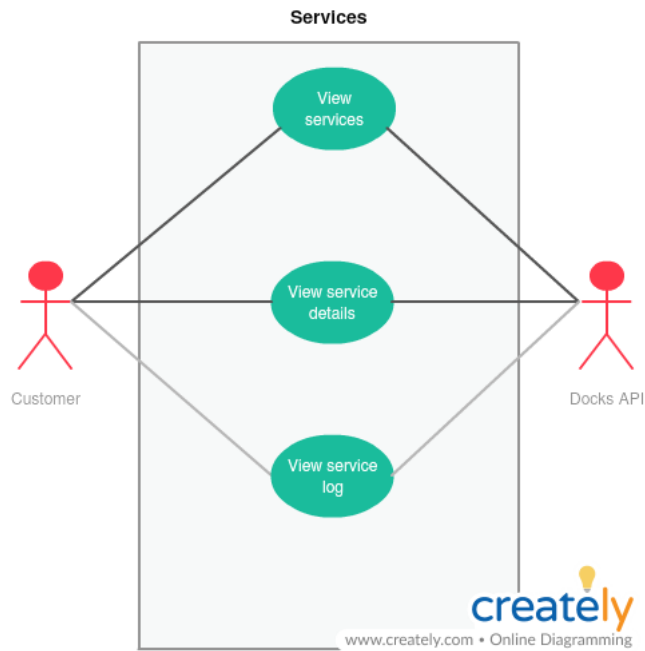 Services
View
services
View service
details
Customer
Docks API
View service
log
creately
www.creately.com • Online Diagramming